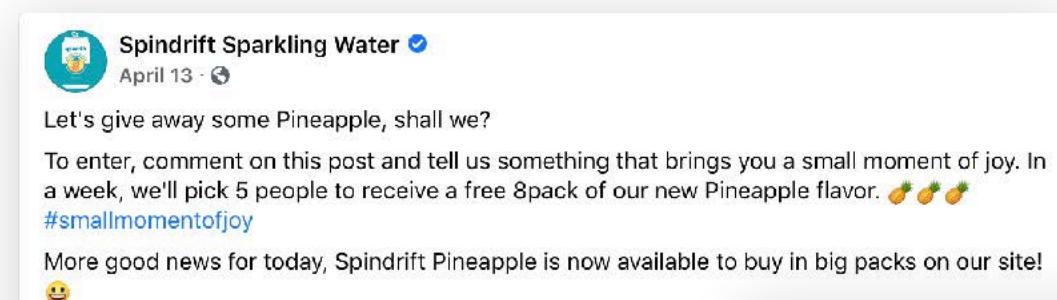 Spindrift Sparkling Water
April 13 ·
Let's give away some Pineapple, shall we?
To enter, comment on this post and tell us something that brings you a small moment of joy. In
a week, we'll pick 5 people to receive a free 8pack of our new Pineapple flavor. 🍍🍍🍍
#smallmomentofjoy
More good news for today, Spindrift Pineapple is now available to buy in big packs on our site!
😃